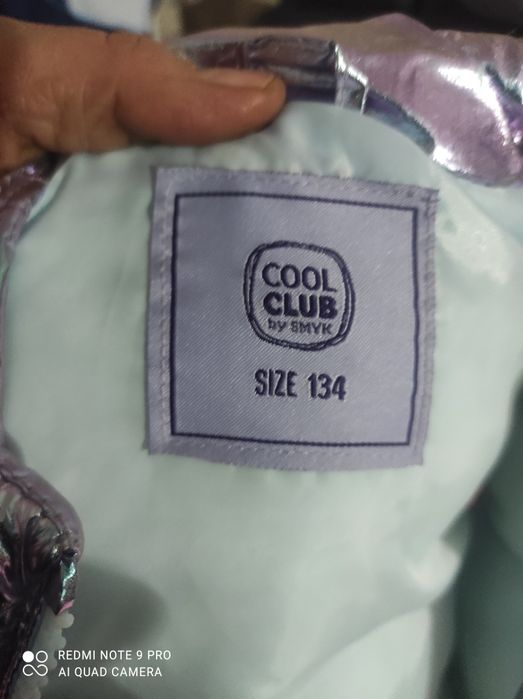 COOL
CLUB
by SMYK
SIZE 134
REDMI NOTE 9 PRO
AI QUAD CAMERA